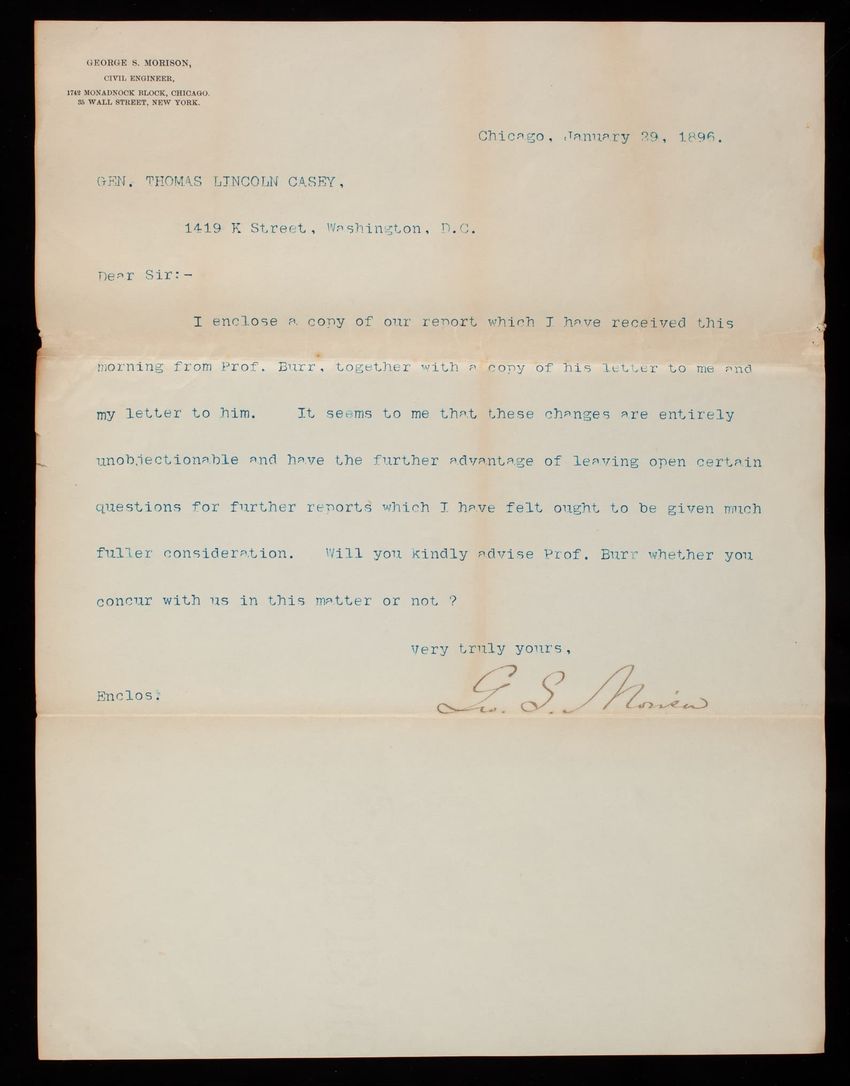 GEORGE S. MORISON,
CIVIL ENGINEER,
1742 MONADNOCK BLOCK, CHICAGO.
35 WALL STREET, NEW YORK.
Chicago, January 29, 1896.
GEN. THOMAS LINCOLN CASEY,
1419 K Street, Washington, D.C.
Dear Sir:-
I enclose a copy of our report which I have received this
morning from Prof. Burr, together with a copy of his letter to me and
my letter to him. It seems to me that these changes are entirely
unobjectionable and have the further advantage of leaving open certain
questions for further reports which I have felt ought to be given much
fuller consideration. Will you kindly advise Prof. Burr whether you
concur with us in this matter or not ?
Very truly yours,
Enclos.
Geo. S. Morison